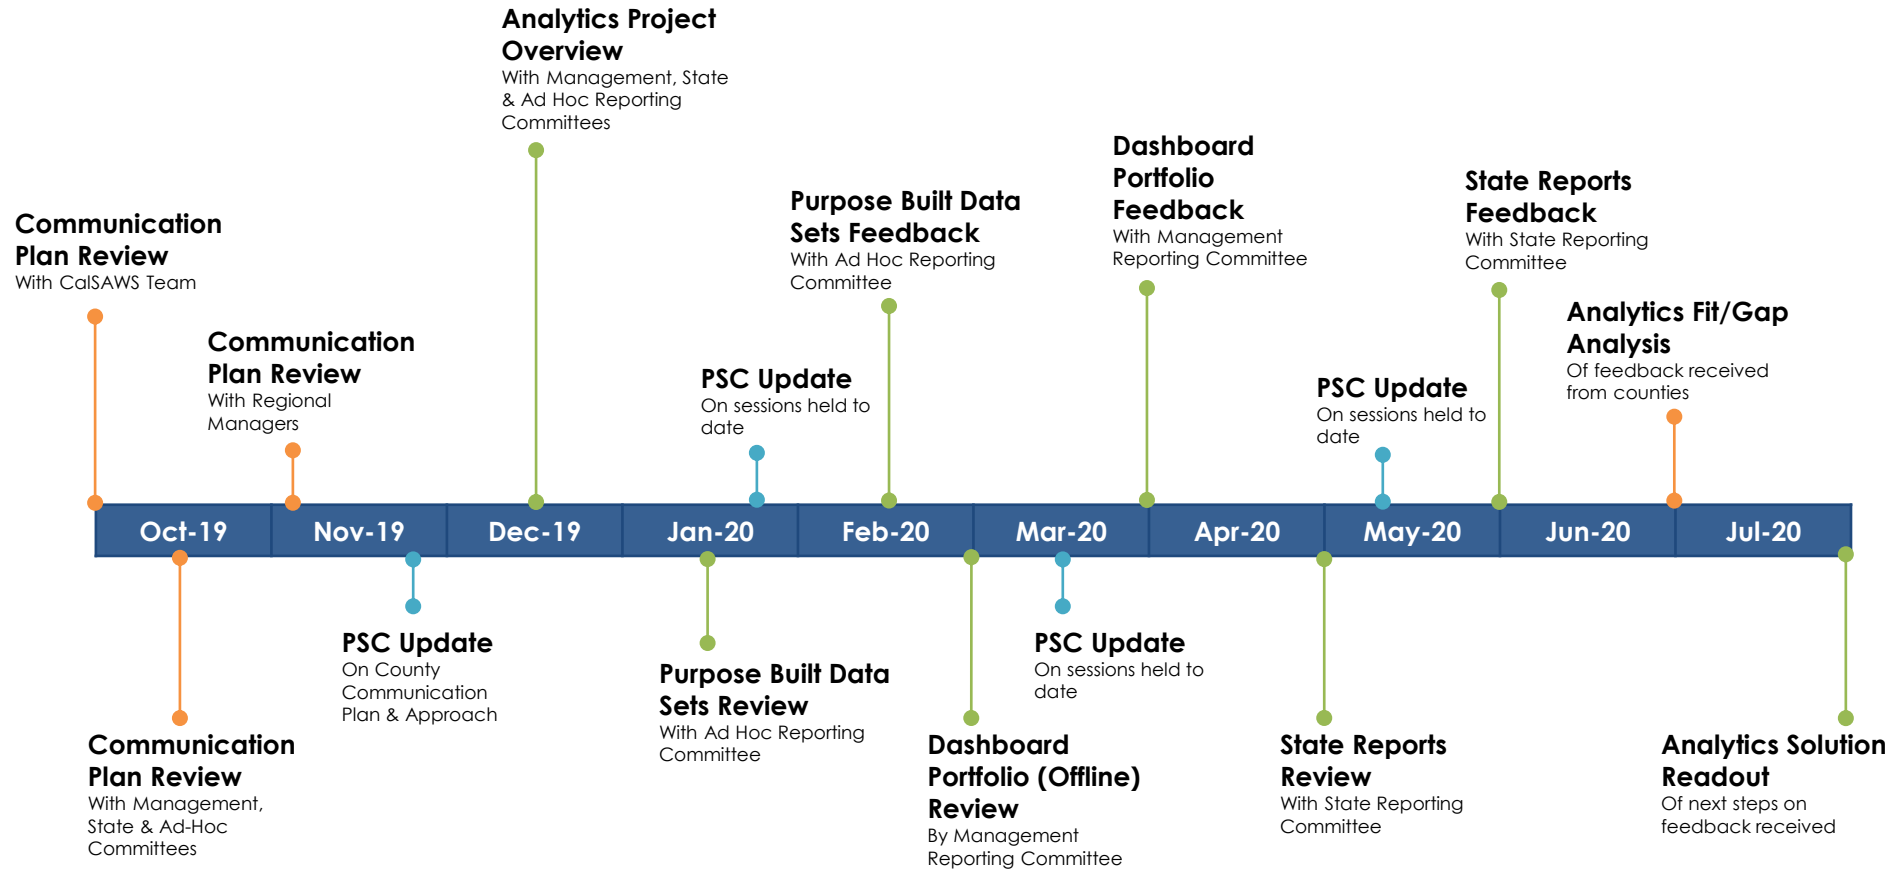 Analytics Project
Overview
With Management, State
& Ad Hoc Reporting
Committees
Communication
Plan Review
With CalSAWS Team
Communication
Plan Review
With Regional
Managers
PSC Update
On sessions held to
date
Purpose Built Data
Sets Feedback
With Ad Hoc Reporting
Committee
Dashboard
Portfolio
Feedback
With Management
Reporting Committee
PSC Update
On sessions held to
date
State Reports
Feedback
With State Reporting
Committee
Analytics Fit/Gap
Analysis
Of feedback received
from counties
Oct-19
Nov-19
Dec-19
Jan-20
Feb-20
Mar-20
Apr-20
May-20
Jun-20
Jul-20
Communication
Plan Review
With Management,
State & Ad-Hoc
Committees
PSC Update
On County
Communication
Plan & Approach
Purpose Built Data
Sets Review
With Ad Hoc Reporting
Committee
Dashboard
Portfolio (Offline)
Review
By Management
Reporting Committee
PSC Update
On sessions held to
date
State Reports
Review
With State Reporting
Committee
Analytics Solution
Readout
Of next steps on
feedback received